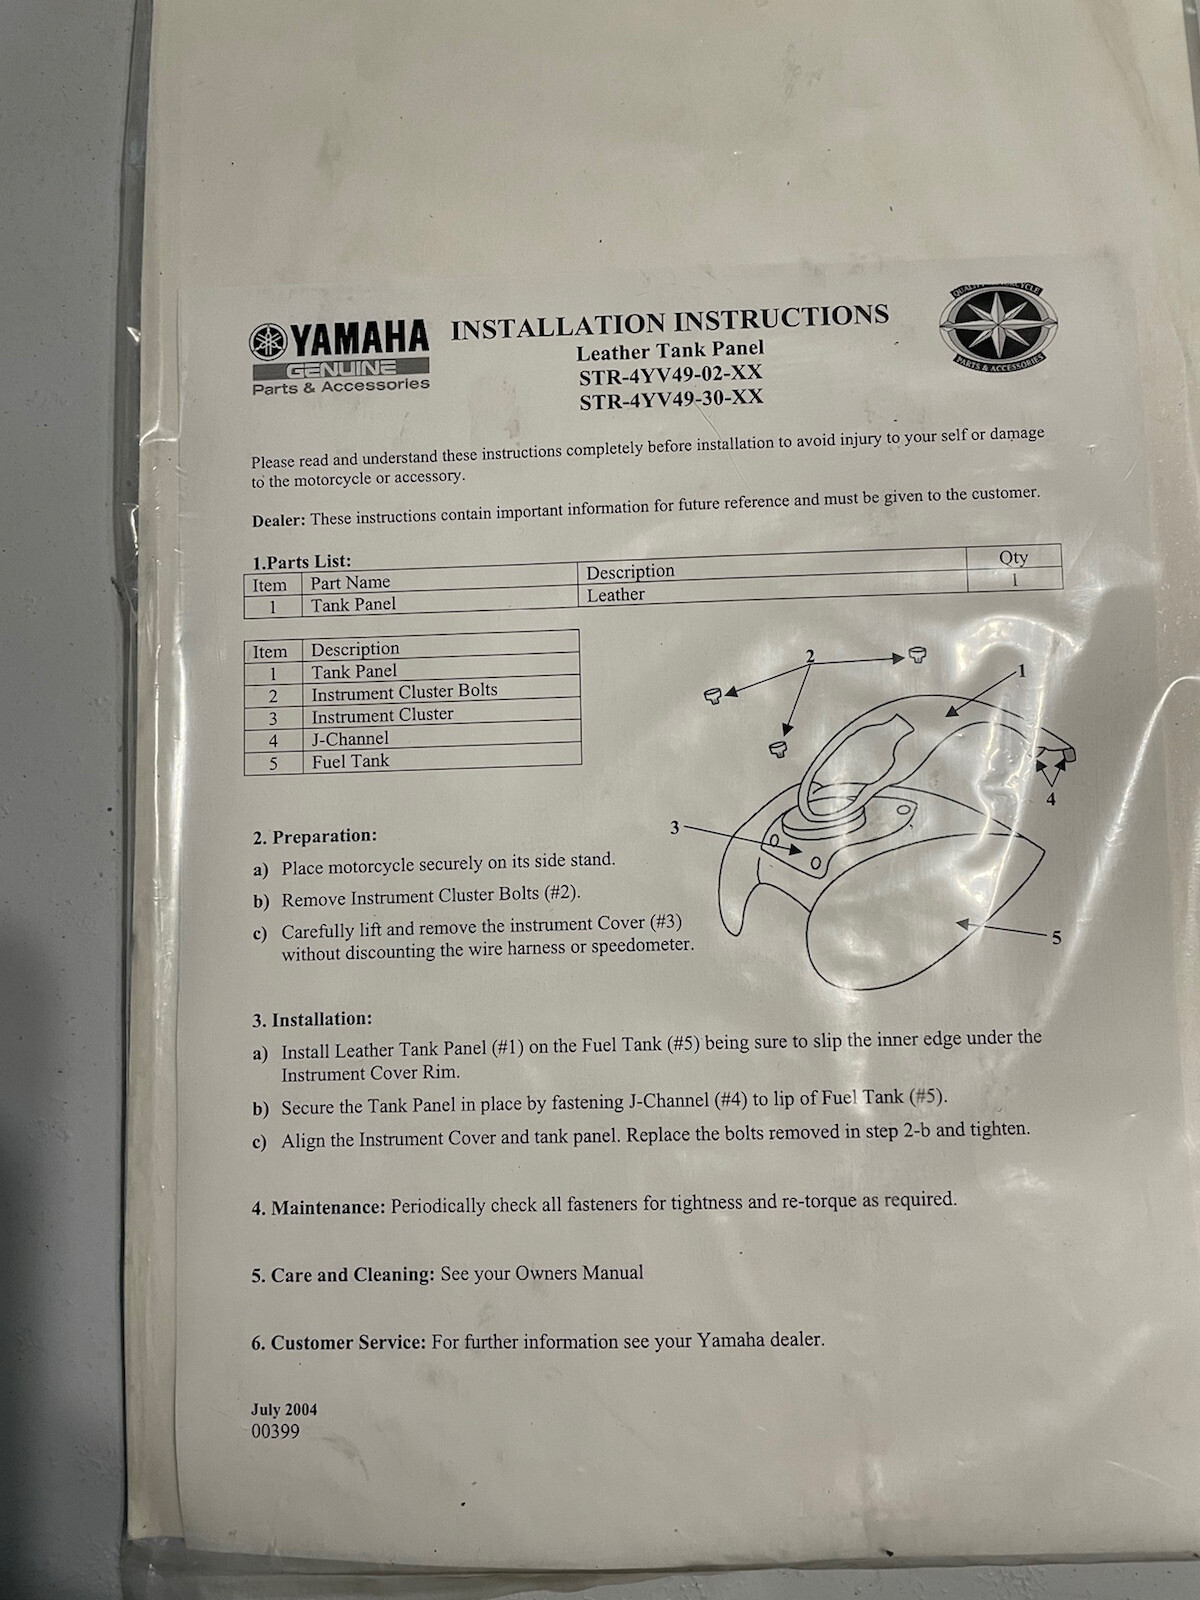 YAMAHA
GENUINE
Parts & Accessories
INSTALLATION INSTRUCTIONS
Leather Tank Panel
STR-4YV49-02-XX
STR-4YV49-30-XX
PARTS & ACCESSORIES
Please read and understand these instructions completely before installation to avoid injury to your self or damage
to the motorcycle or accessory.
Dealer: These instructions contain important information for future reference and must be given to the customer.
1.Parts List:
Item Part Name Description Qty
1 Tank Panel Leather 1
Item Description
1 Tank Panel
2 Instrument Cluster Bolts
3 Instrument Cluster
4 J-Channel
5 Fuel Tank
2
1
4
3
5
2. Preparation:
a) Place motorcycle securely on its side stand.
b) Remove Instrument Cluster Bolts (#2).
c) Carefully lift and remove the instrument Cover (#3)
without discounting the wire harness or speedometer.
3. Installation:
a) Install Leather Tank Panel (#1) on the Fuel Tank (#5) being sure to slip the inner edge under the
Instrument Cover Rim.
b) Secure the Tank Panel in place by fastening J-Channel (#4) to lip of Fuel Tank (#5).
c) Align the Instrument Cover and tank panel. Replace the bolts removed in step 2-b and tighten.
4. Maintenance: Periodically check all fasteners for tightness and re-torque as required.
5. Care and Cleaning: See your Owners Manual
6. Customer Service: For further information see your Yamaha dealer.
July 2004
00399